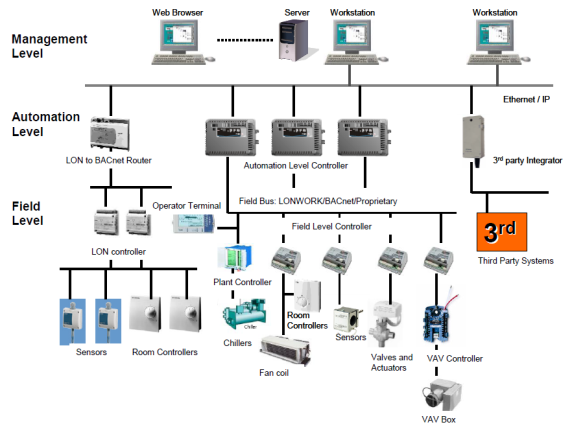 Web Browser
Server
Workstation
Workstation
Management
Level
Ethernet / IP
Automation
Level
LON to BACnet Router
Automation Level Controller
3rd party Integrator
Field Bus: LONWORK/BACnet/Proprietary
Field
Level
Operator Terminal
Field Level Controller
3rd
LON controller
Third Party Systems
Plant Controller
Room
Controllers
Chiller
Sensors
Room Controllers
Chillers
Sensors
Valves and
Actuators
VAV Controller
Fan coil
VAV Box